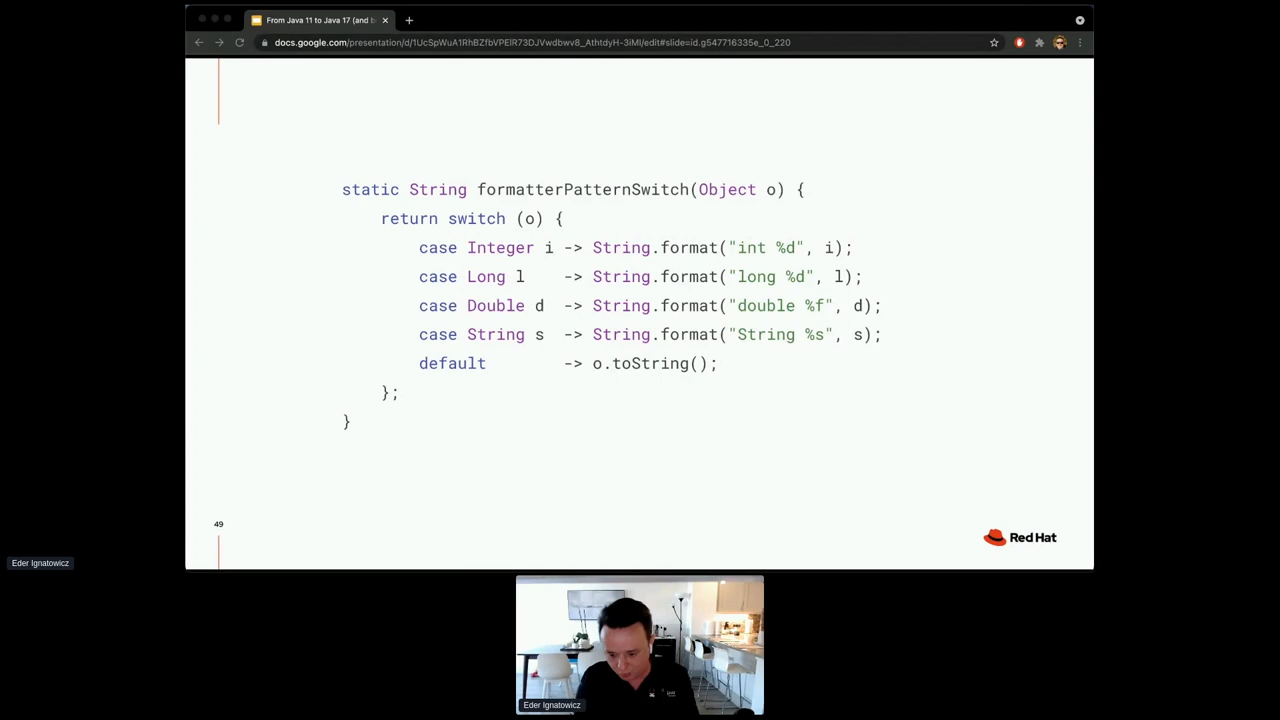 From Java 11 to Java 17 (and b
docs.google.com/presentation/d/1UcSpWuA1RhBZfbVPElR73DJVwdbwv8_AthtdyH-3iMI/edit#slide=id.g547716335e_0_220
static String formatterPatternSwitch(Object o) {
return switch (o) {
case Integer i -> String.format("int %d", i);
case Long l -> String.format("long %d", l);
case Double d -> String.format("double %f", d);
case String s -> String.format("String %s", s);
default -> o.toString();
};
}
49
Red Hat
Eder Ignatowicz
Eder Ignatowicz